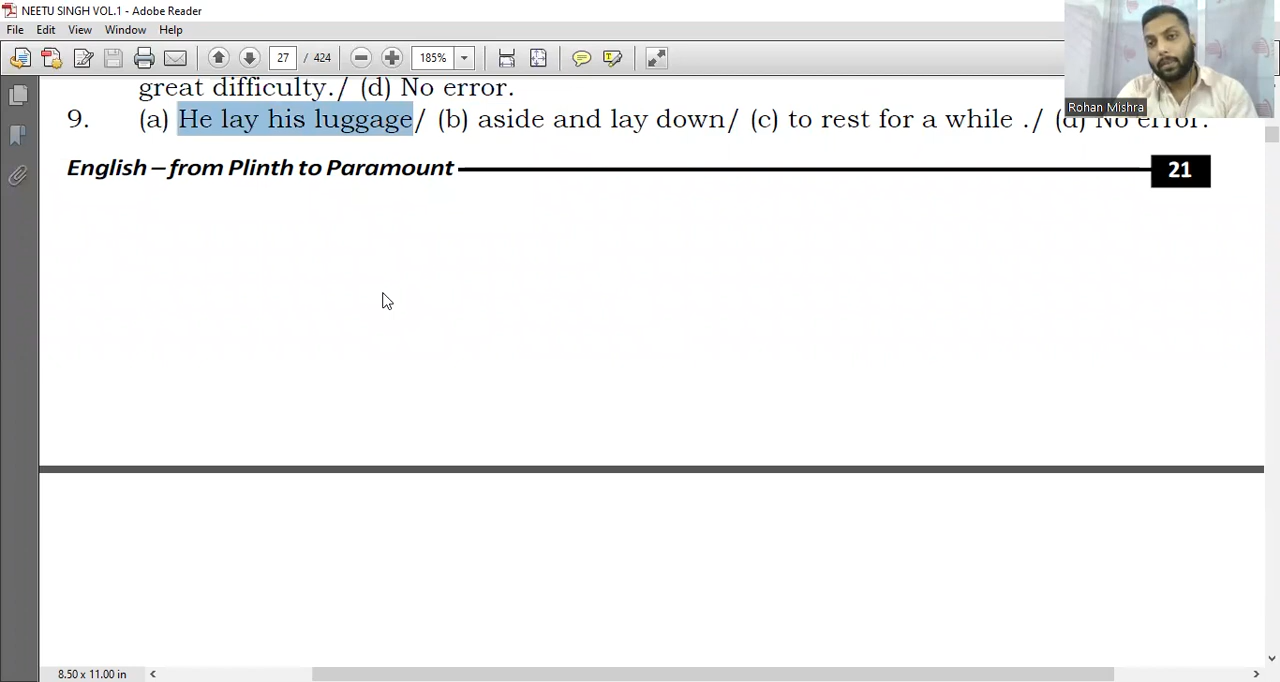 NEETU SINGH VOL.1 - Adobe Reader
File Edit View Window Help
27 / 424 185%
great difficulty./ (d) No error.
9. (a) He lay his luggage/ (b) aside and lay down/ (c) to rest for a while ./ (d) No error.
Rohan Mishra
English – from Plinth to Paramount 21
8.50 x 11.00 in